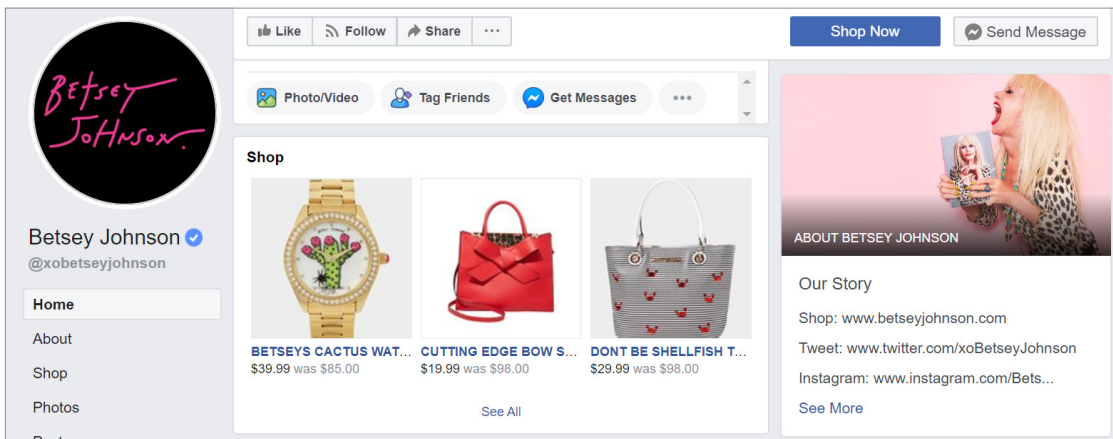 BETSEY
JOHNSON.
Betsey Johnson
@xobetseyjohnson
Home
About
Shop
Photos
Like
Follow
Share
Shop Now
Send Message
Photo/Video
Tag Friends
Get Messages
Shop
BETSEYS CACTUS WAT...
$39.99 was $85.00
CUTTING EDGE BOW S...
$19.99 was $98.00
DONT BE SHELLFISH T...
$29.99 was $98.00
See All
ABOUT BETSEY JOHNSON
Our Story
Shop: www.betseyjohnson.com
Tweet: www.twitter.com/xoBetseyJohnson
Instagram: www.instagram.com/Bets...
See More